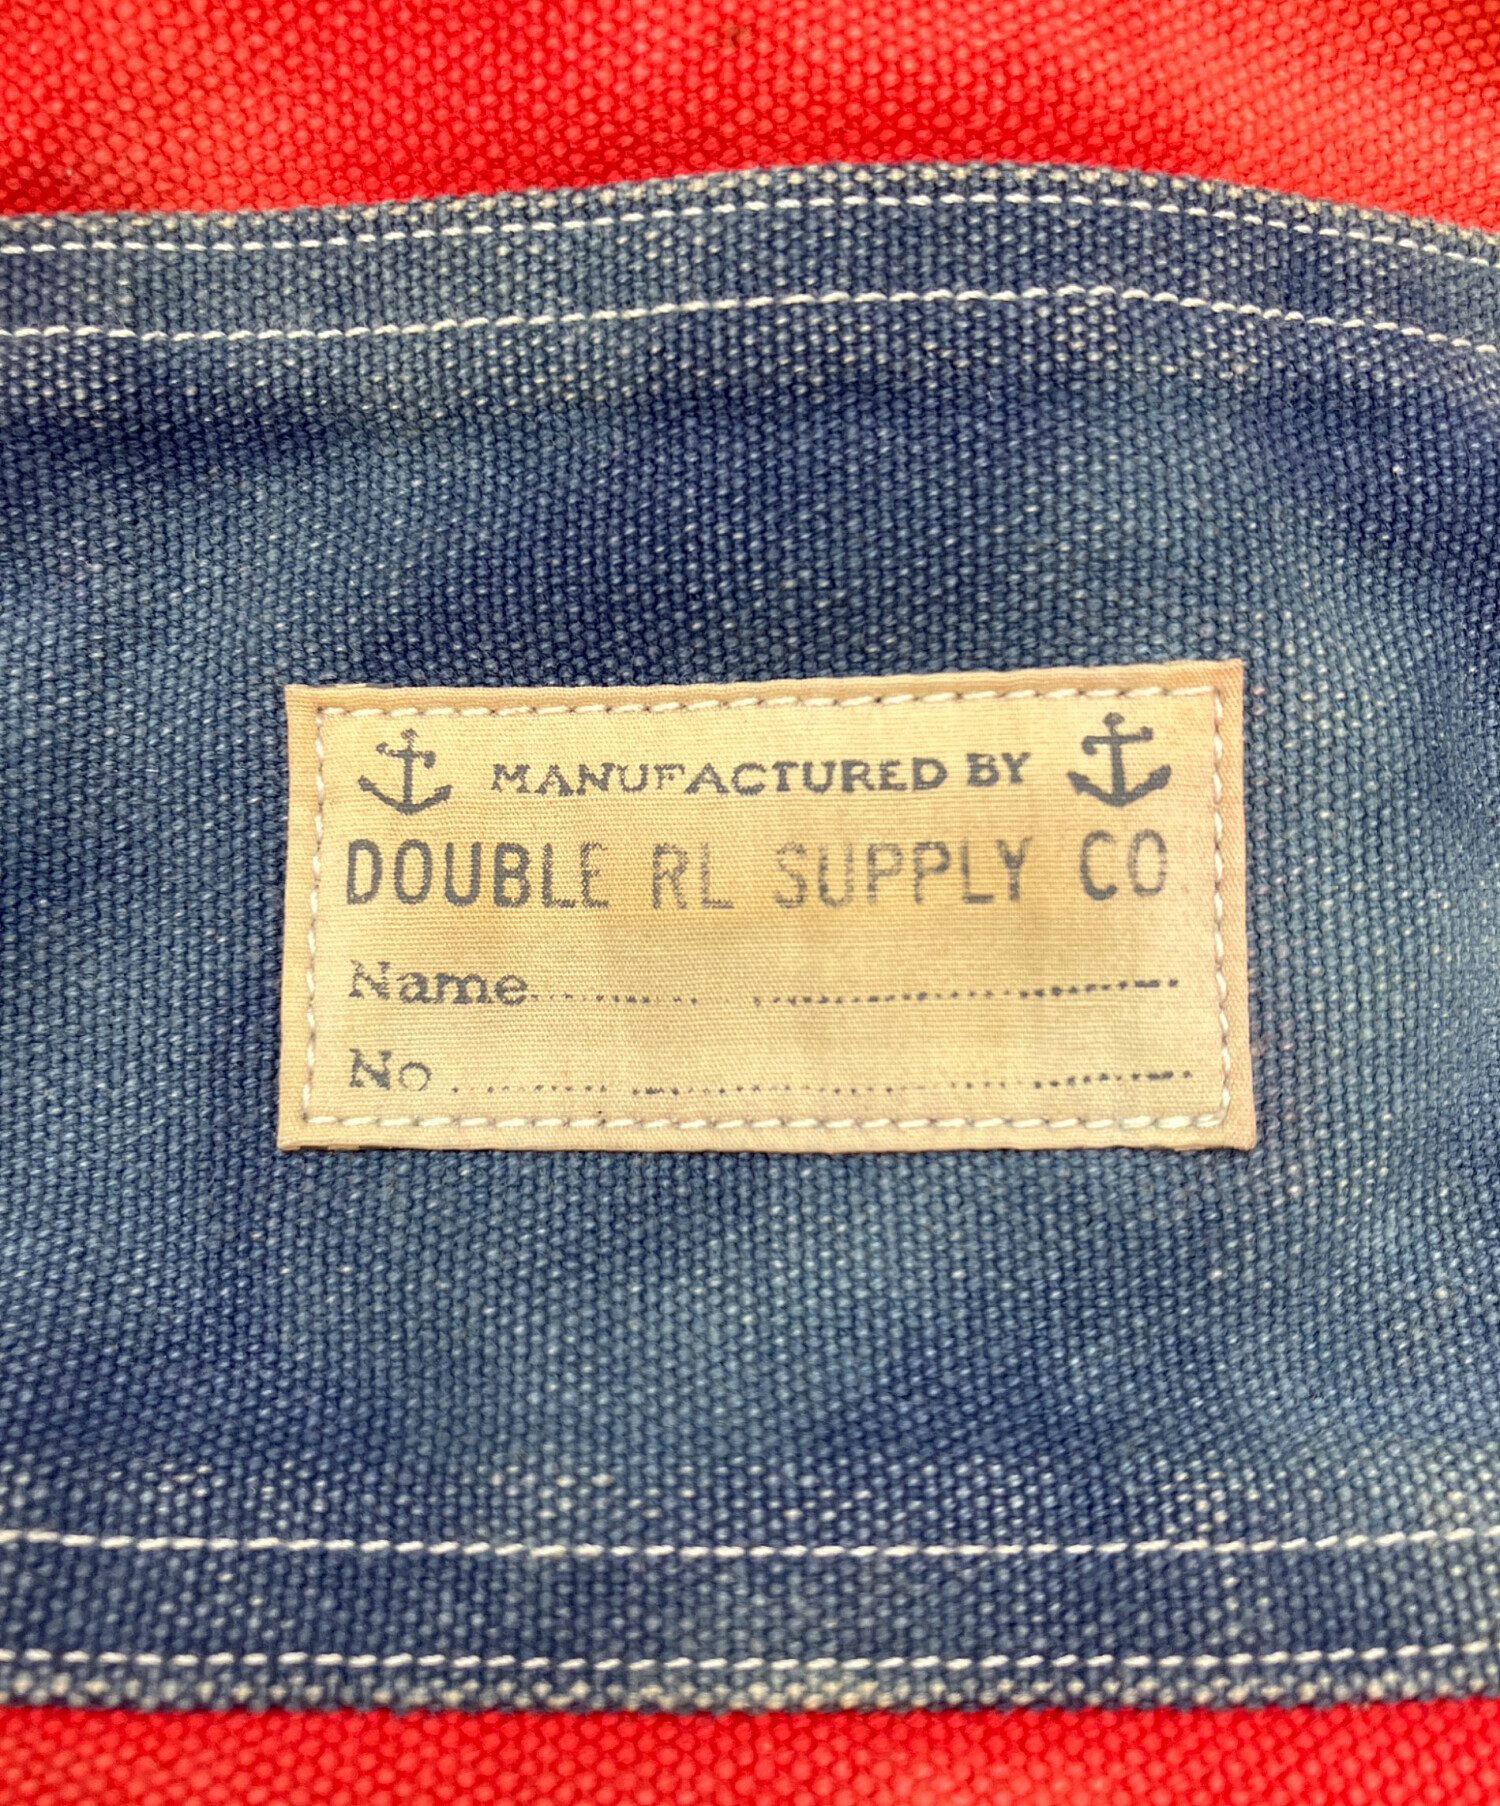 MANUFACTURED BY
DOUBLE RL SUPPLY CO
Name
No